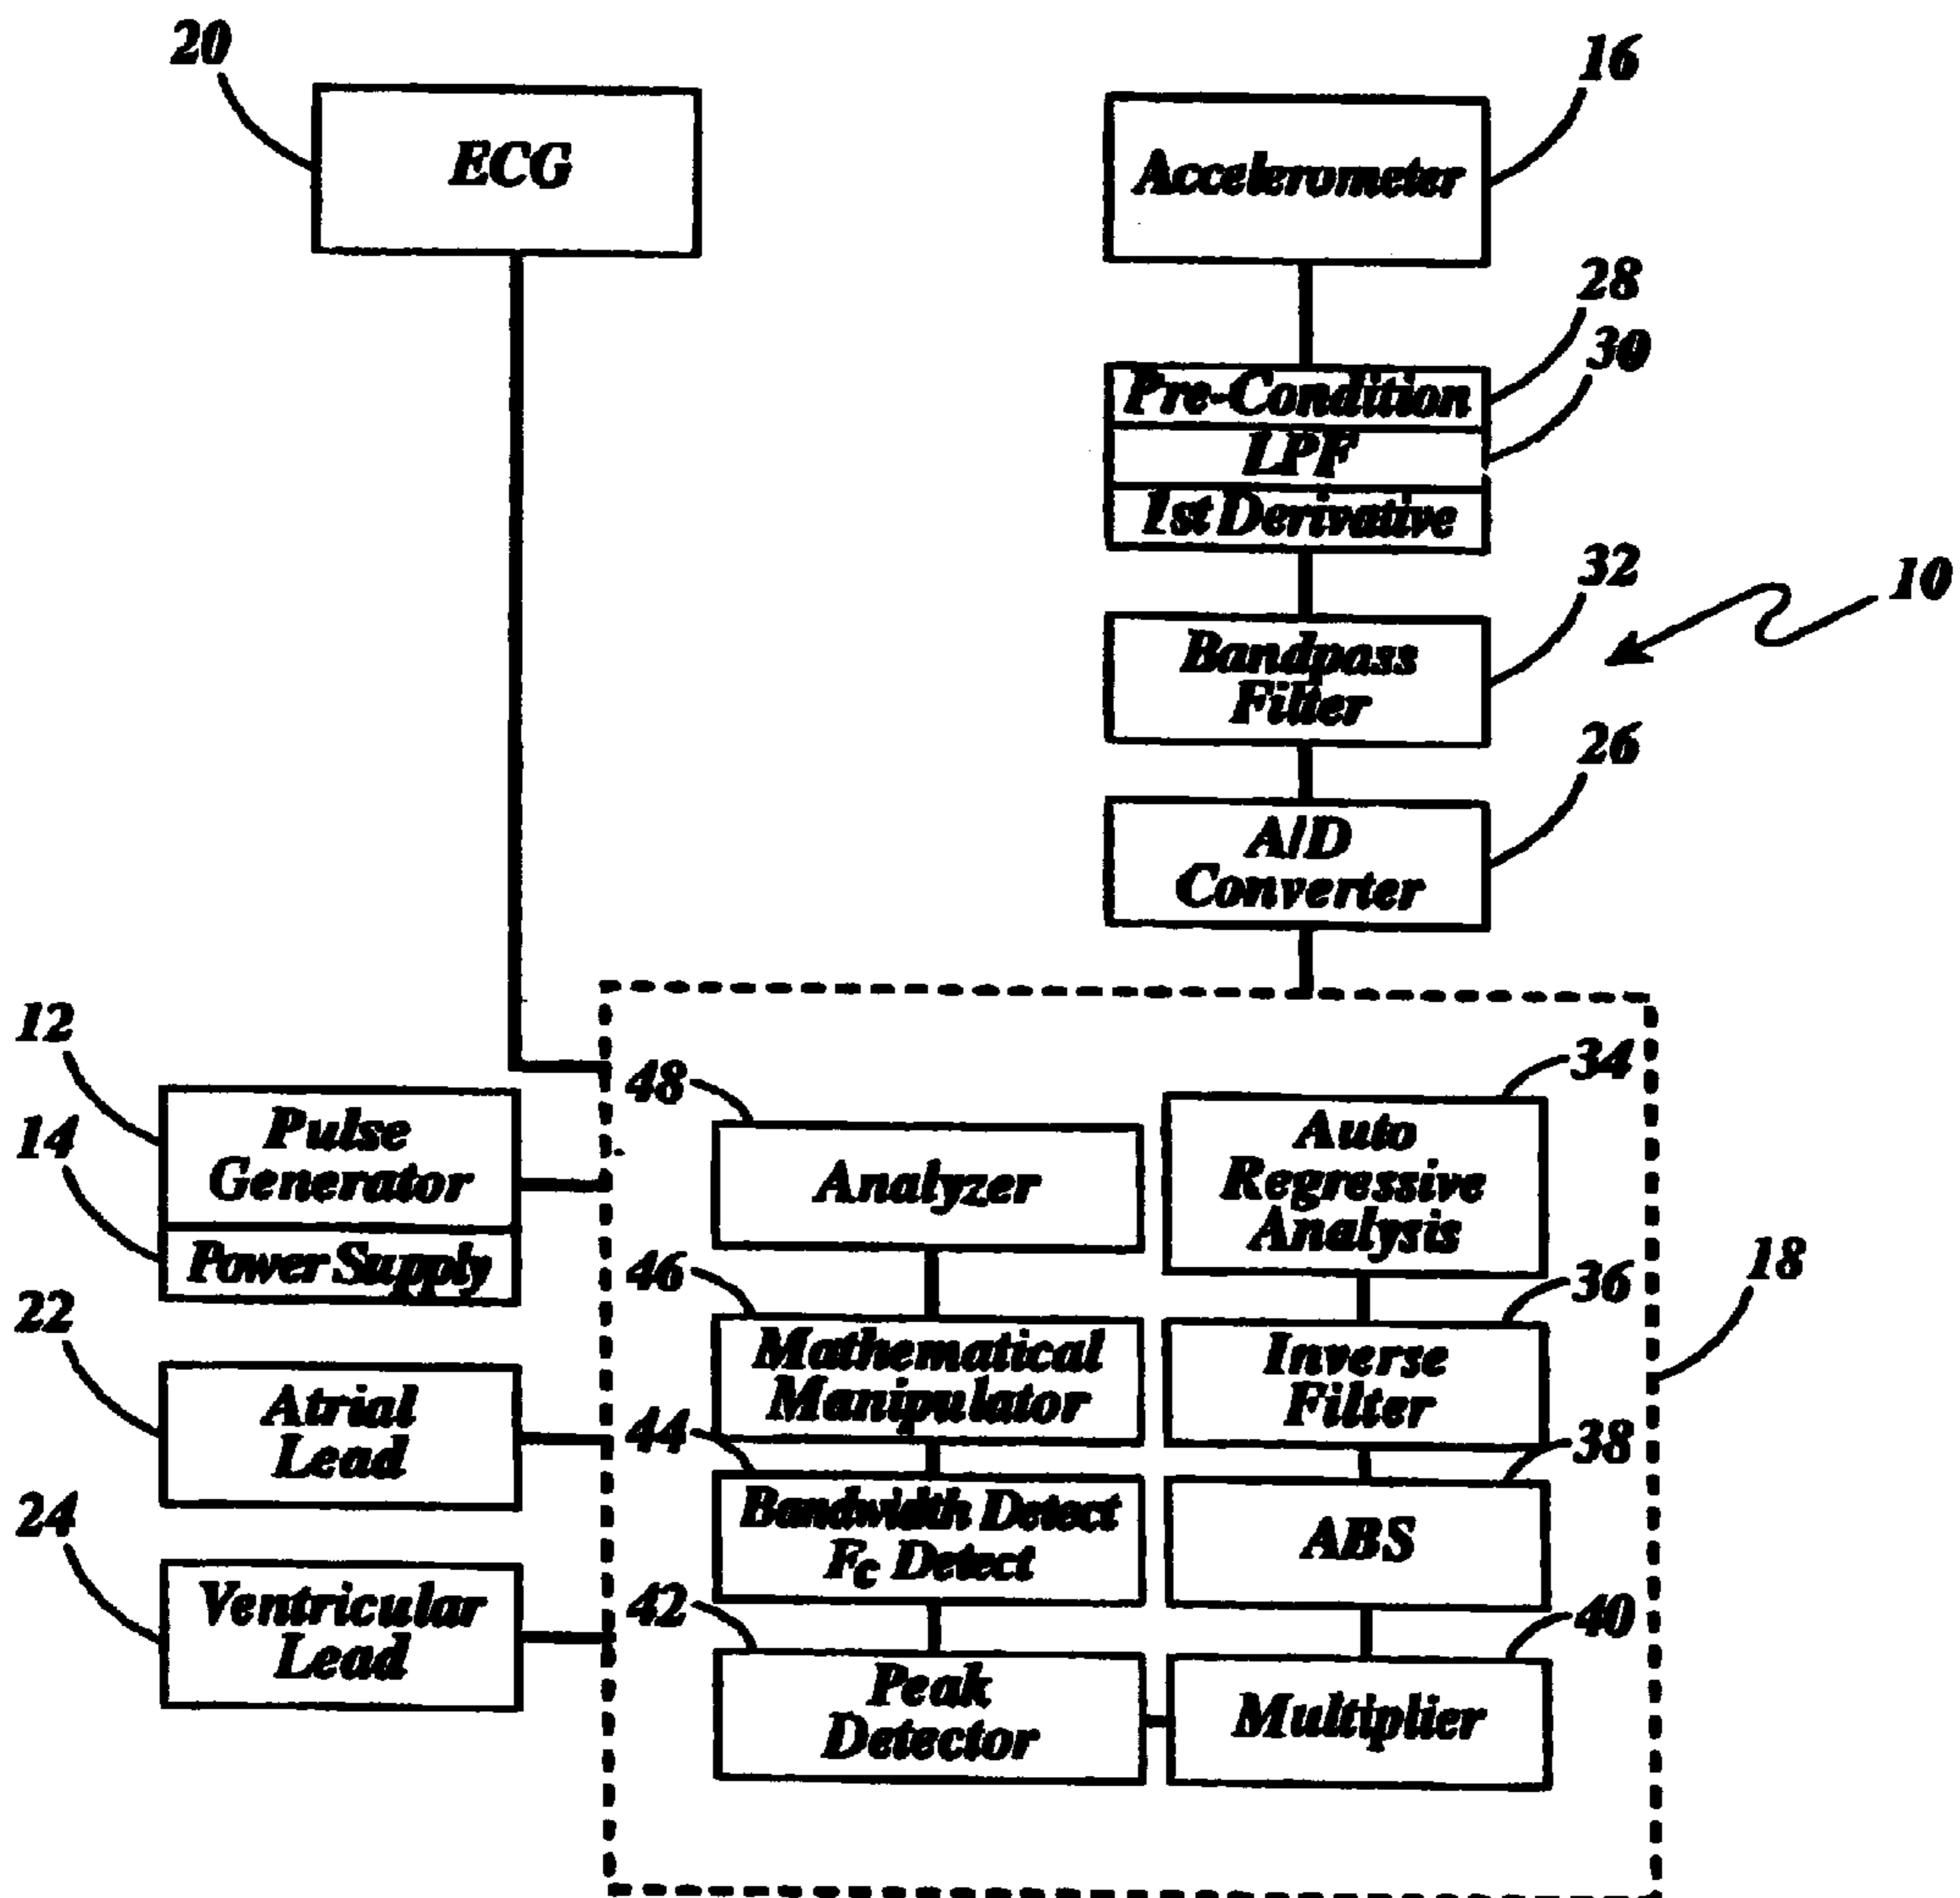 20
ECG
16
Accelerometer
28
30
Pre-Condition
LPF
1st Derivative
32
10
Bandpass
Filter
26
A/D
Converter
12
14
Pulse
Generator
Power Supply
22
Atrial
Lead
24
Ventricular
Lead
48
Analyzer
34
Auto
Regressive
Analysis
46
Mathematical
Manipulator
36
Inverse
Filter
18
44
Bandwidth Detect
Fc Detect
38
ABS
42
Peak
Detector
40
Multiplier